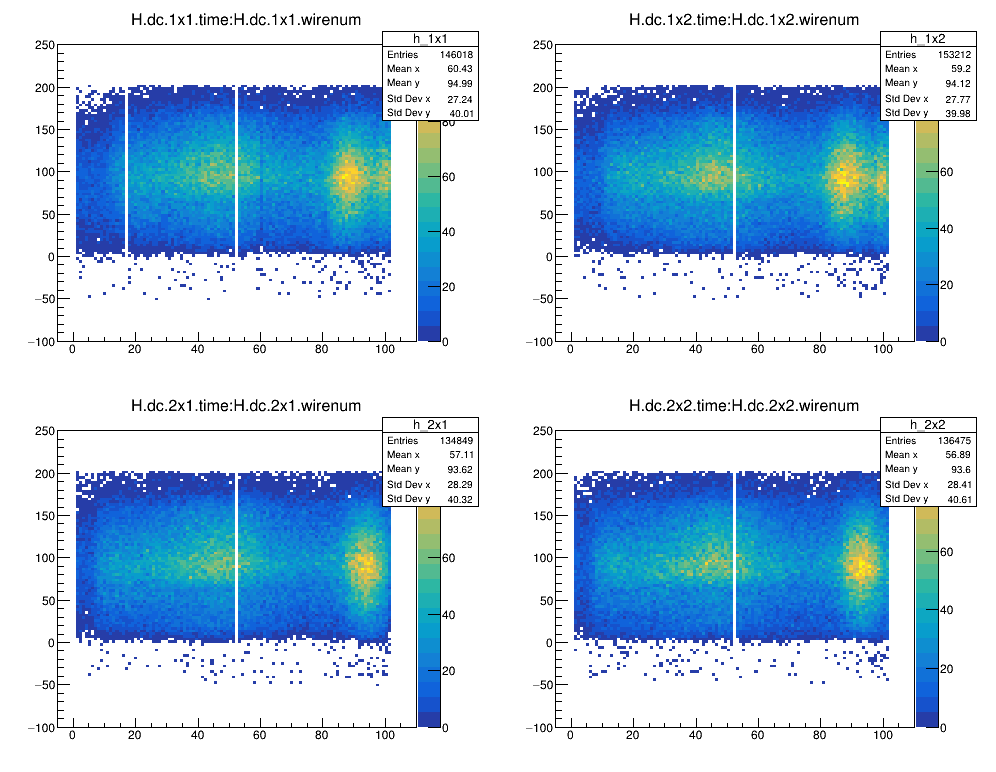 H.dc.1x1.time:H.dc.1x1.wirenum
h_1x1
Entries 146018
Mean x 60.43
Mean y 94.99
Std Dev x 27.24
Std Dev y 40.01
250
200
150
100
50
0
−50
−100
0 20 40 60 80 100
80
60
40
20
0
H.dc.1x2.time:H.dc.1x2.wirenum
h_1x2
Entries 153212
Mean x 59.2
Mean y 94.12
Std Dev x 27.77
Std Dev y 39.98
250
200
150
100
50
0
−50
−100
0 20 40 60 80 100
60
40
20
0
H.dc.2x1.time:H.dc.2x1.wirenum
h_2x1
Entries 134849
Mean x 57.11
Mean y 93.62
Std Dev x 28.29
Std Dev y 40.32
250
200
150
100
50
0
−50
−100
0 20 40 60 80 100
60
40
20
0
H.dc.2x2.time:H.dc.2x2.wirenum
h_2x2
Entries 136475
Mean x 56.89
Mean y 93.6
Std Dev x 28.41
Std Dev y 40.61
250
200
150
100
50
0
−50
−100
0 20 40 60 80 100
60
40
20
0